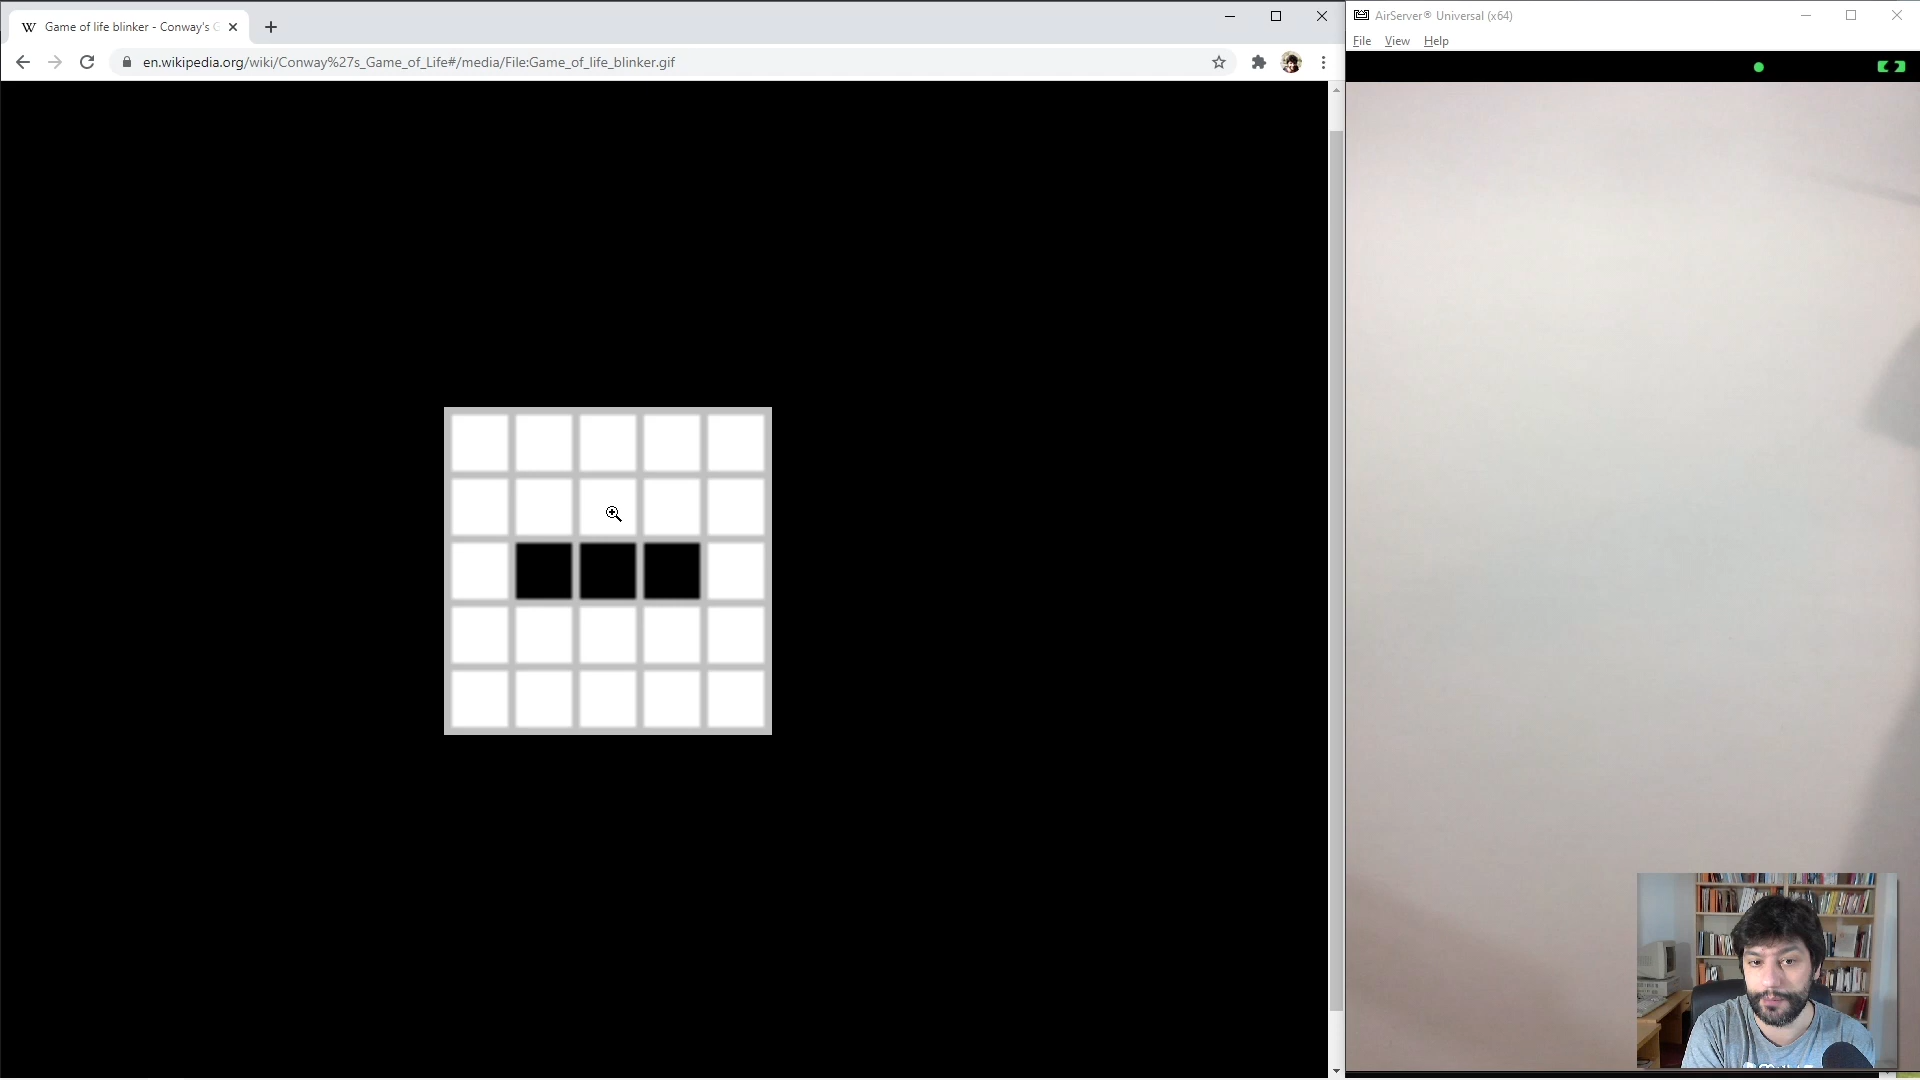 Game of life blinker - Conway's G
AirServer® Universal (x64)
File View Help
en.wikipedia.org/wiki/Conway%27s_Game_of_Life#/media/File:Game_of_life_blinker.gif